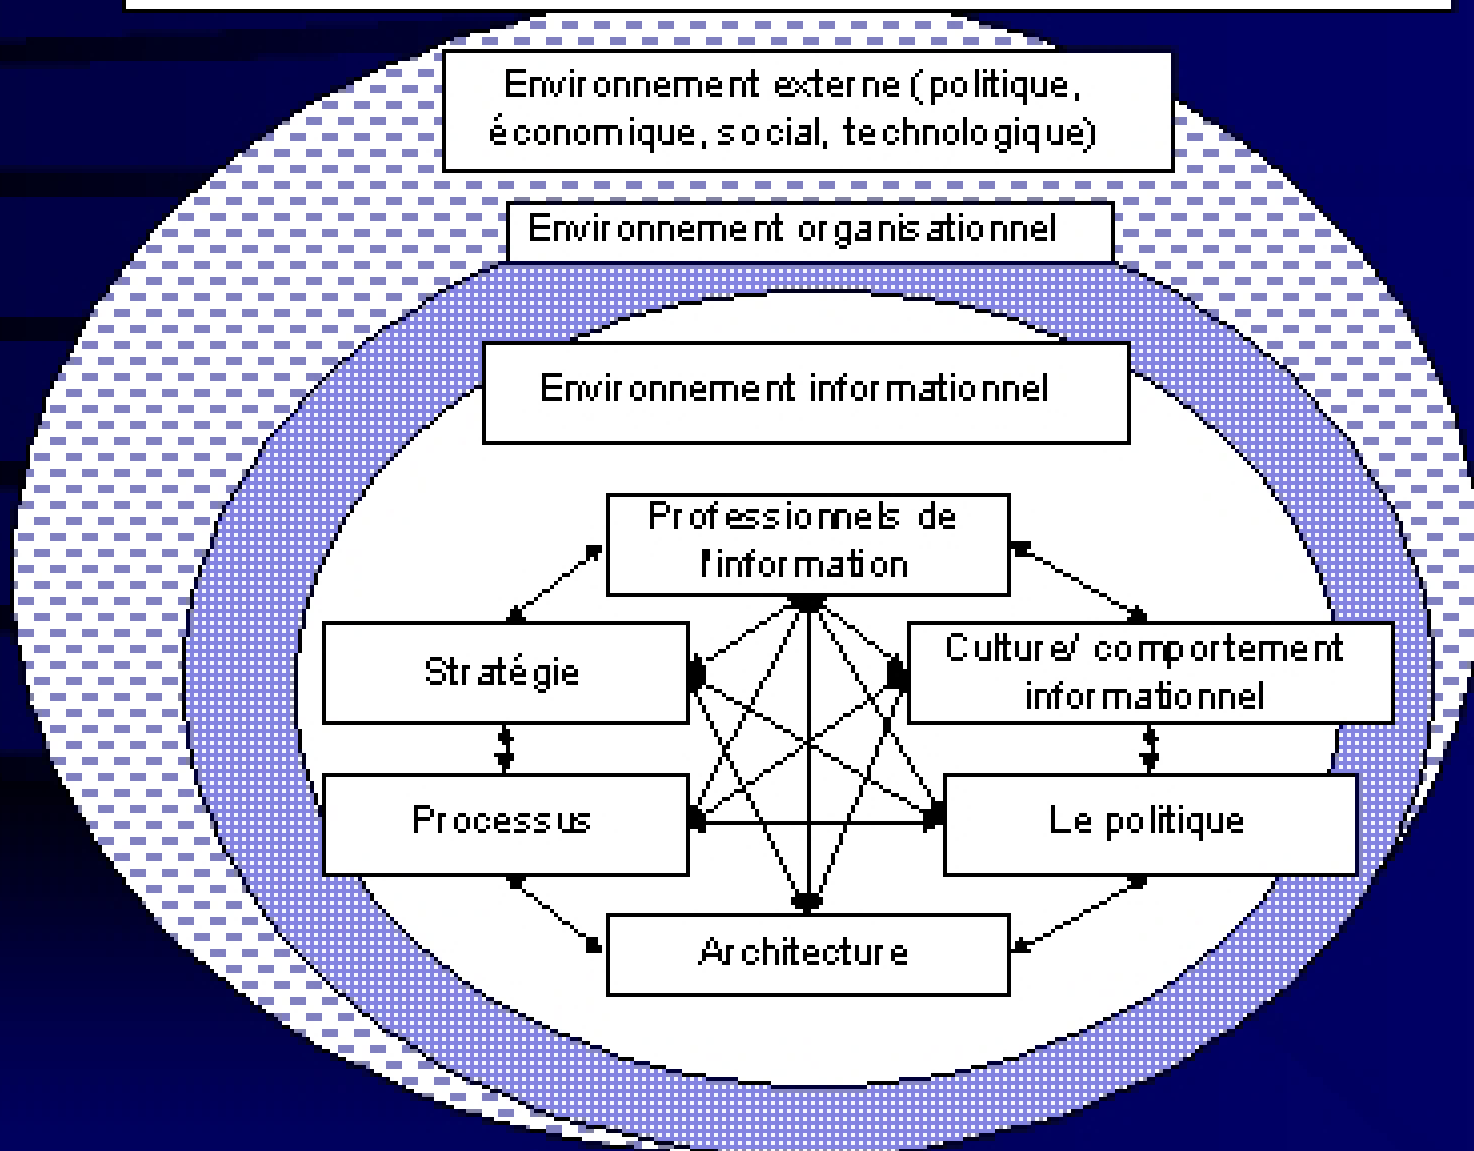 Environnement externe (politique,
économique, social, technologique)
Environnement organisationnel
Environnement informationnel
Professionnels de
l'information
Stratégie
Culture/ comportement
informationnel
Processus
Le politique
Architecture